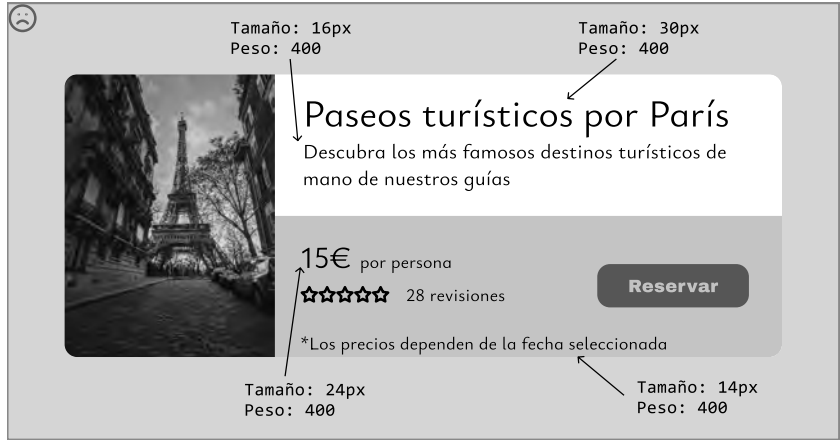 Tamaño: 16px
Peso: 400
Tamaño: 30px
Peso: 400
Paseos turísticos por París
Descubra los más famosos destinos turísticos de
mano de nuestros guías
15€ por persona
28 revisiones
Reservar
*Los precios dependen de la fecha seleccionada
Tamaño: 24px
Peso: 400
Tamaño: 14px
Peso: 400